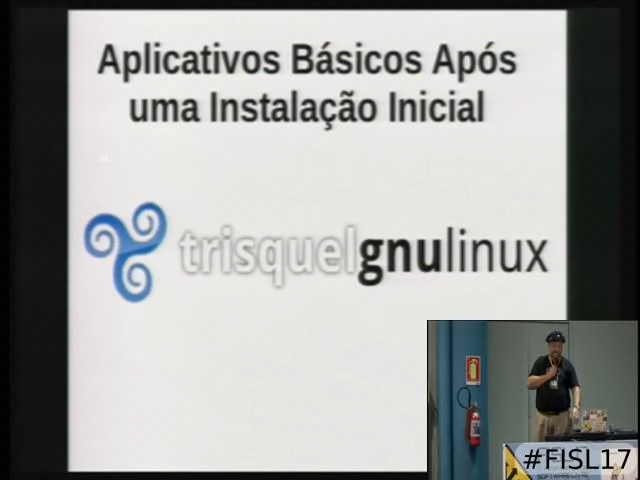 Aplicativos Básicos Após
uma Instalação Inicial
trisquelgnulinux
#FISL17